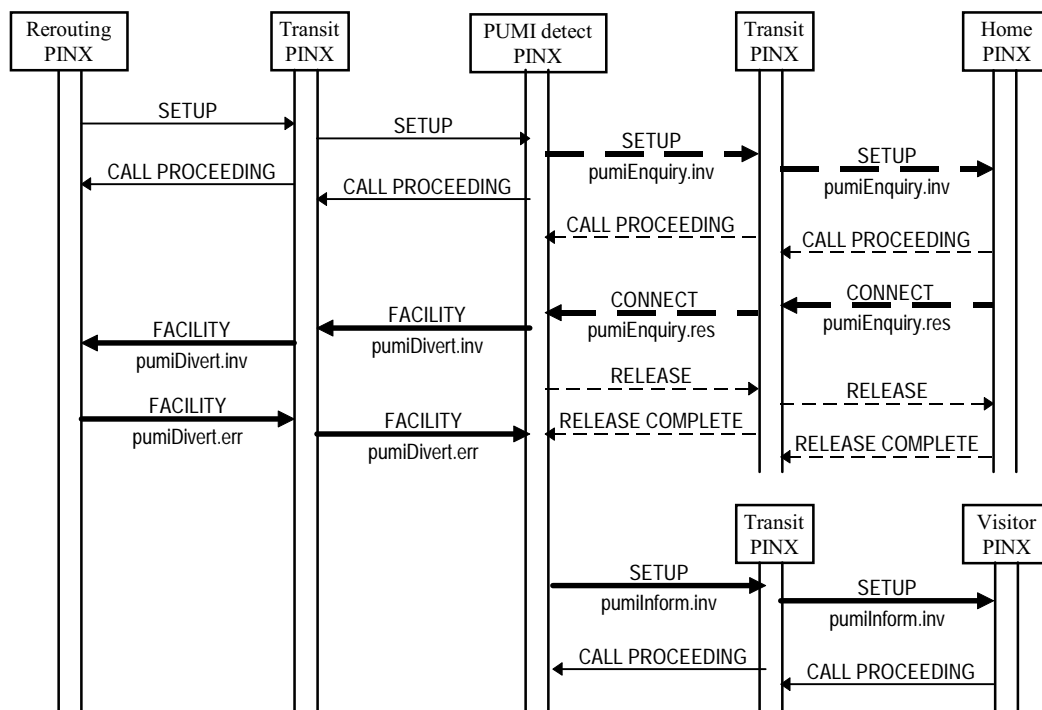 Rerouting
PINX
Transit
PINX
PUMI detect
PINX
Transit
PINX
Home
PINX
SETUP
SETUP
SETUP
pumiEnquiry.inv
SETUP
pumiEnquiry.inv
CALL PROCEEDING
CALL PROCEEDING
CALL PROCEEDING
CALL PROCEEDING
CONNECT
pumiEnquiry.res
CONNECT
pumiEnquiry.res
FACILITY
pumiDivert.inv
FACILITY
pumiDivert.inv
RELEASE
RELEASE
FACILITY
pumiDivert.err
FACILITY
pumiDivert.err
RELEASE COMPLETE
RELEASE COMPLETE
Transit
PINX
Visitor
PINX
SETUP
pumiInform.inv
SETUP
pumiInform.inv
CALL PROCEEDING
CALL PROCEEDING